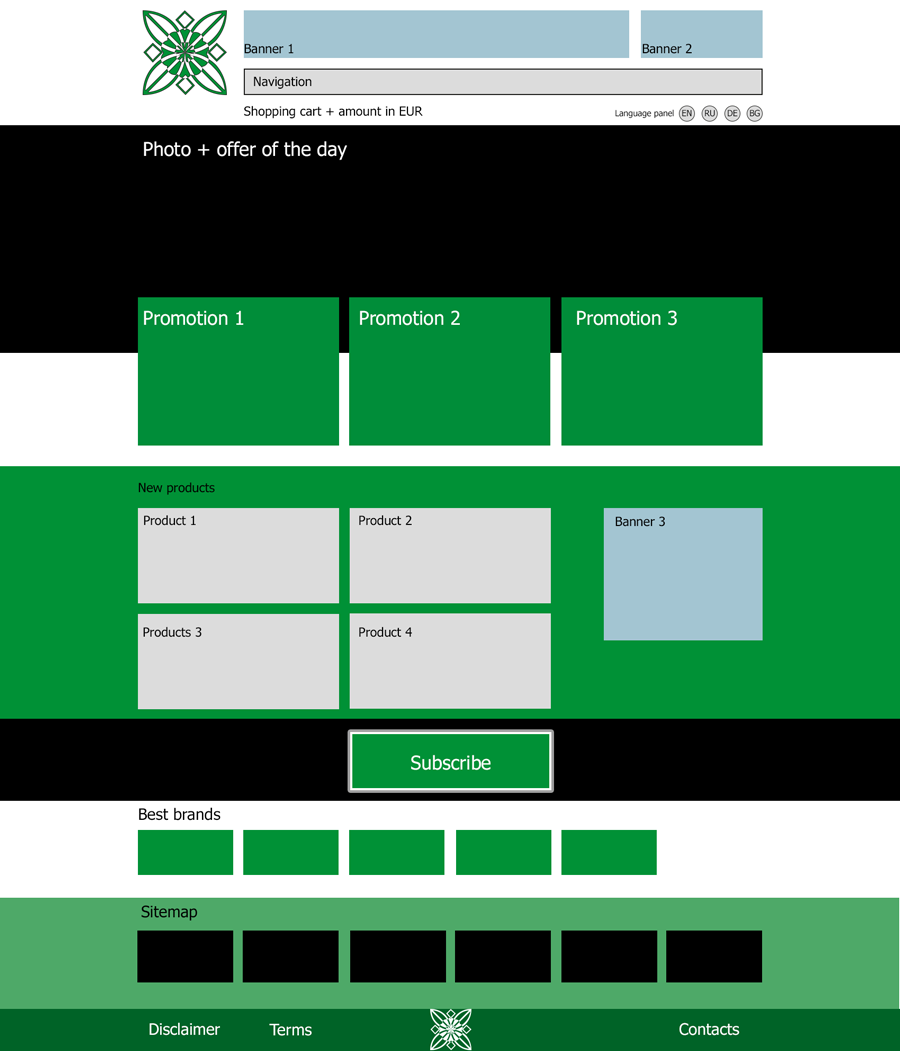 Banner 1
Banner 2
Navigation
Shopping cart + amount in EUR
Language panel EN RU DE BG
Photo + offer of the day
Promotion 1
Promotion 2
Promotion 3
New products
Product 1
Product 2
Banner 3
Products 3
Product 4
Subscribe
Best brands
Sitemap
Disclaimer
Terms
Contacts